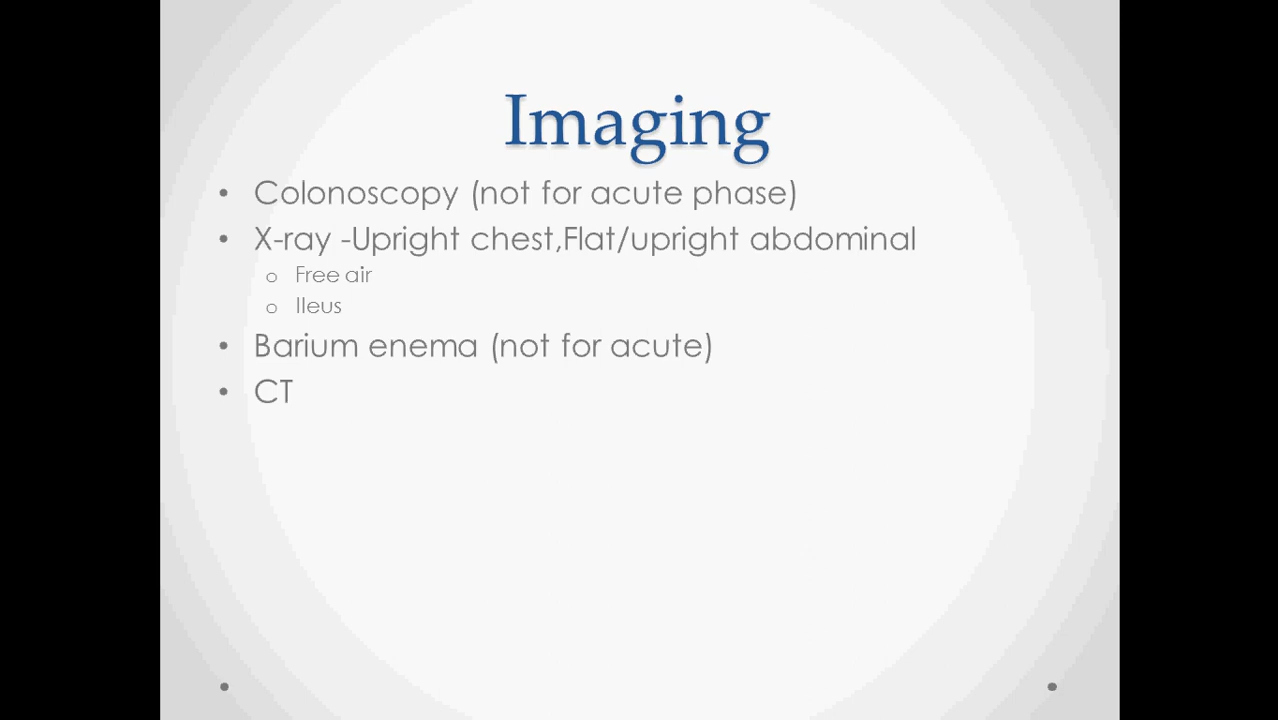 Imaging
• Colonoscopy (not for acute phase)
• X-ray -Upright chest,Flat/upright abdominal
o Free air
o Ileus
• Barium enema (not for acute)
• CT